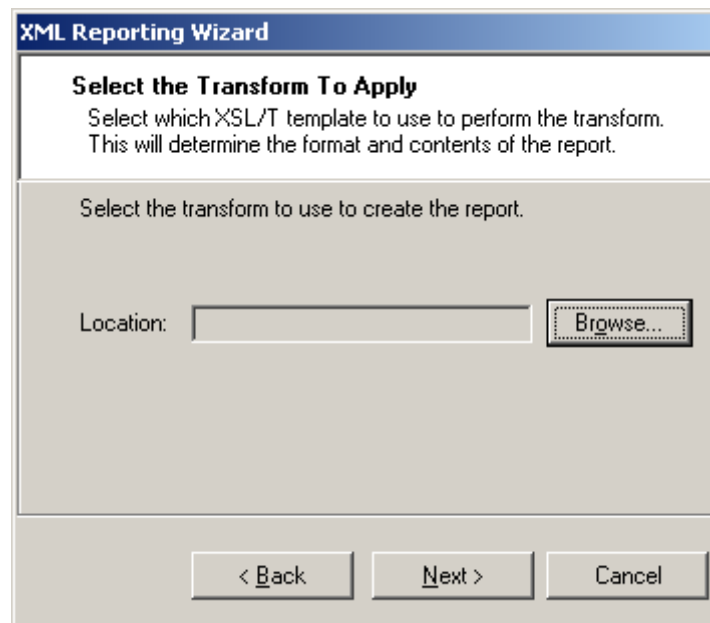 XML Reporting Wizard
Select the Transform To Apply
Select which XSL/T template to use to perform the transform.
This will determine the format and contents of the report.
Select the transform to use to create the report.
Location:
Browse...
< Back
Next >
Cancel